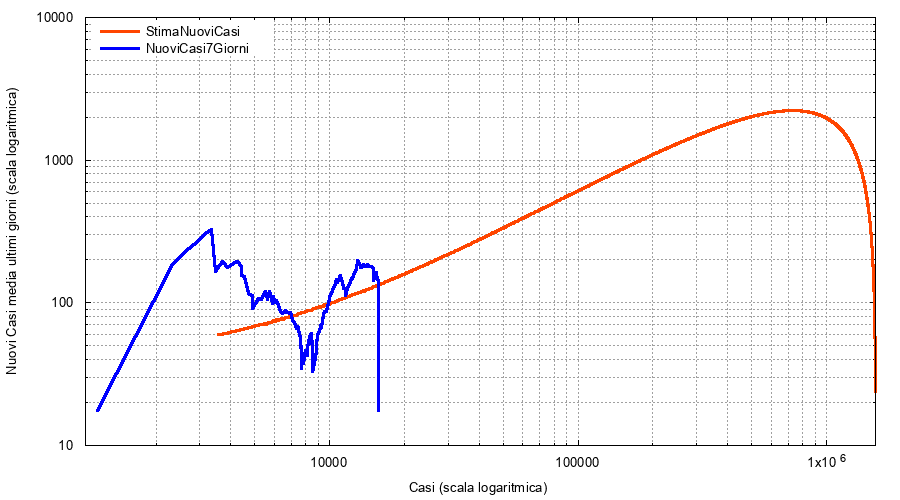 10000
StimaNuoviCasi
NuoviCasi7Giorni
1000
100
10
Nuovi Casi media ultimi giorni (scala logaritmica)
10000
100000
1x10 6
Casi (scala logaritmica)